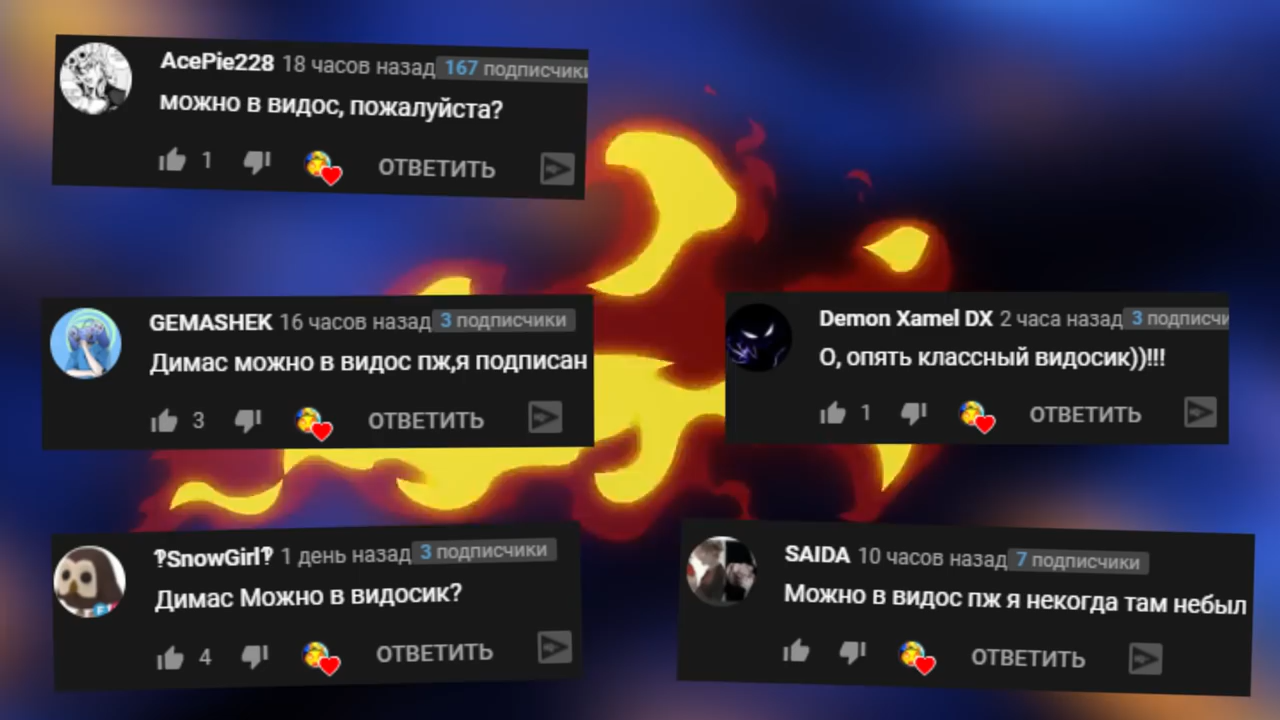 AcePie228 18 часов назад 167 подписчики
можно в видос, пожалуйста?
1 ОТВЕТИТЬ
GEMASHEK 16 часов назад 3 подписчики
Димас можно в видос пж,я подписан
3 ОТВЕТИТЬ
Demon Xamel DX 2 часа назад 3 подписчи
О, опять классный видосик))!!!
1 ОТВЕТИТЬ
‽SnowGirl‽ 1 день назад 3 подписчики
Димас Можно в видосик?
4 ОТВЕТИТЬ
SAIDA 10 часов назад 7 подписчики
Можно в видос пж я некогда там небыл
ОТВЕТИТЬ